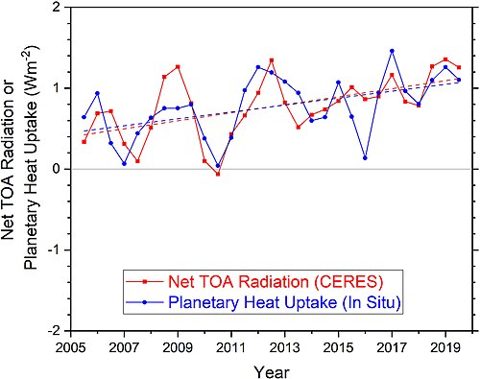 Net TOA Radiation or
Planetary Heat Uptake (Wm-2)
2
1
0
-1
-2
Net TOA Radiation (CERES)
Planetary Heat Uptake (In Situ)
2005 2007 2009 2011 2013 2015 2017 2019
Year